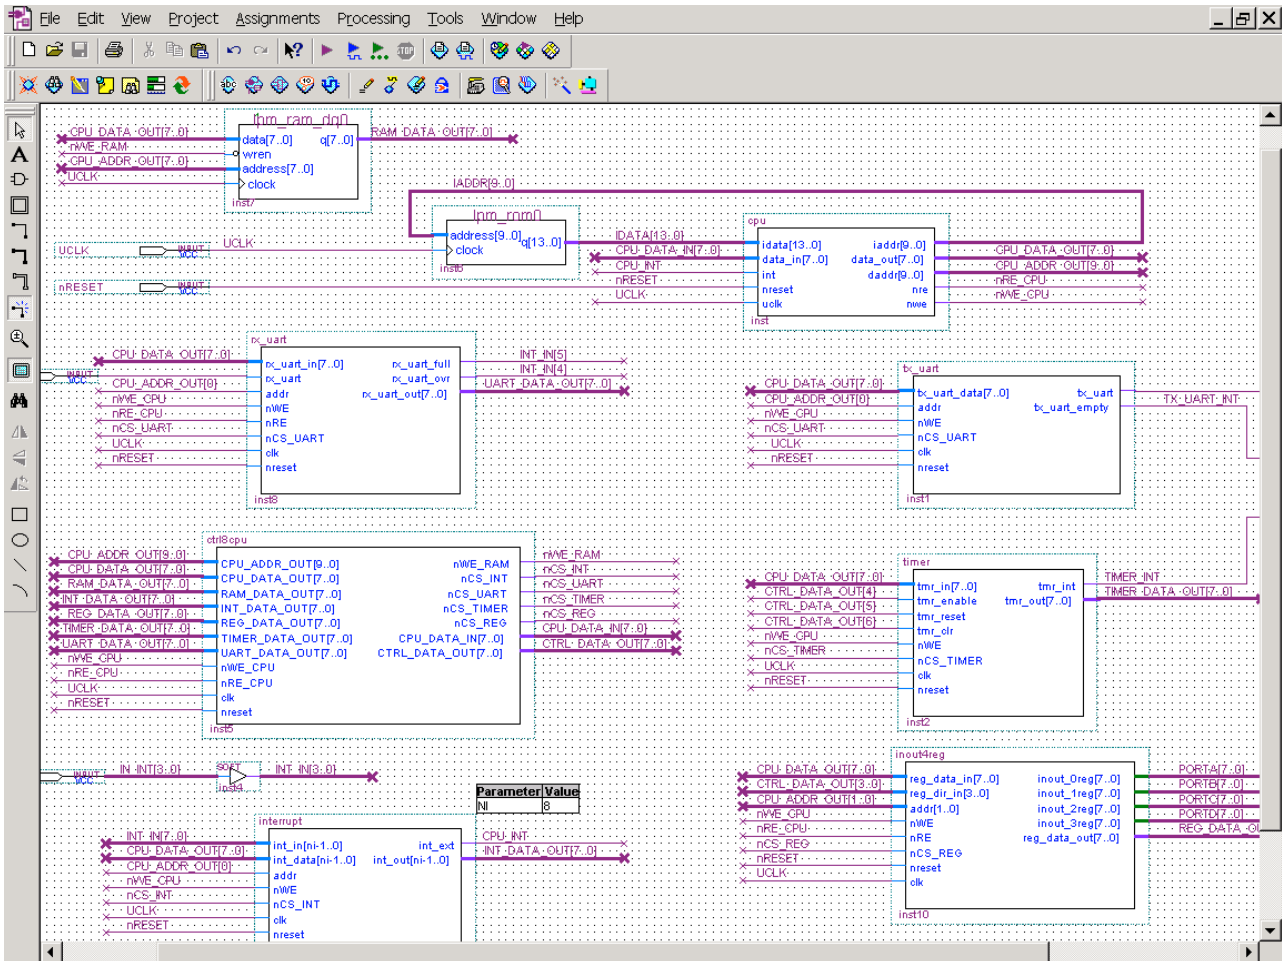 File Edit View Project Assignments Processing Tools Window Help
lpm_ram_dq0
CPU_DATA_OUT[7..0] data[7..0] q[7..0] RAM_DATA_OUT[7..0]
nWE_RAM wren
CPU_ADDR_OUT[7..0] address[7..0]
UCLK clock
inst7
IADDR[9..0]
lpm_rom0
address[9..0] q[13..0]
clock
inst6
UCLK INPUT VCC UCLK
nRESET INPUT VCC
cpu
IDATA[13..0] idata[13..0] iaddr[9..0]
CPU_DATA_IN[7..0] data_in[7..0] data_out[7..0] CPU_DATA_OUT[7..0]
CPU_INT int daddr[9..0] CPU_ADDR_OUT[9..0]
nRESET nreset nre nRE_CPU
UCLK uclk nwe nWE_CPU
inst
rx_uart
CPU_DATA_OUT[7..0] rx_uart_in[7..0] rx_uart_full INT_IN[5]
INPUT VCC rx_uart rx_uart_ovr INT_IN[4]
CPU_ADDR_OUT[0] addr rx_uart_out[7..0] UART_DATA_OUT[7..0]
nWE_CPU nWE
nRE_CPU nRE
nCS_UART nCS_UART
UCLK clk
nRESET nreset
inst8
tx_uart
CPU_DATA_OUT[7..0] tx_uart_data[7..0] tx_uart
CPU_ADDR_OUT[0] addr tx_uart_empty TX_UART_INT
nWE_CPU nWE
nCS_UART nCS_UART
UCLK clk
nRESET nreset
inst1
ctrl8cpu
CPU_ADDR_OUT[9..0] CPU_ADDR_OUT[9..0] nWE_RAM nWE_RAM
CPU_DATA_OUT[7..0] CPU_DATA_OUT[7..0] nCS_INT nCS_INT
RAM_DATA_OUT[7..0] RAM_DATA_OUT[7..0] nCS_UART nCS_UART
INT_DATA_OUT[7..0] INT_DATA_OUT[7..0] nCS_TIMER nCS_TIMER
REG_DATA_OUT[7..0] REG_DATA_OUT[7..0] nCS_REG nCS_REG
TIMER_DATA_OUT[7..0] TIMER_DATA_OUT[7..0] CPU_DATA_IN[7..0] CPU_DATA_IN[7..0]
UART_DATA_OUT[7..0] UART_DATA_OUT[7..0] CTRL_DATA_OUT[7..0] CTRL_DATA_OUT[7..0]
nWE_CPU nWE_CPU
nRE_CPU nRE_CPU
UCLK clk
nRESET nreset
inst5
timer
CPU_DATA_OUT[7..0] tmr_in[7..0] tmr_int TIMER_INT
CTRL_DATA_OUT[4] tmr_enable tmr_out[7..0] TIMER_DATA_OUT[7..0]
CTRL_DATA_OUT[5] tmr_reset
CTRL_DATA_OUT[6] tmr_clr
nWE_CPU nWE
nCS_TIMER nCS_TIMER
UCLK clk
nRESET nreset
inst2
INPUT VCC IN_INT[3..0] SOFT INT_IN[3..0]
inst4
Parameter Value
NI 8
interrupt
INT_IN[7..0] int_in[ni-1..0] int_ext CPU_INT
CPU_DATA_OUT[7..0] int_data[ni-1..0] int_out[ni-1..0] INT_DATA_OUT[7..0]
CPU_ADDR_OUT[0] addr
nWE_CPU nWE
nCS_INT nCS_INT
UCLK clk
nRESET nreset
inout4reg
CPU_DATA_OUT[7..0] reg_data_in[7..0] inout_0reg[7..0] PORTA[7..0]
CTRL_DATA_OUT[3..0] reg_dir_in[3..0] inout_1reg[7..0] PORTB[7..0]
CPU_ADDR_OUT[1..0] addr[1..0] inout_2reg[7..0] PORTC[7..0]
nWE_CPU nWE inout_3reg[7..0] PORTD[7..0]
nRE_CPU nRE reg_data_out[7..0] REG_DATA_OU
nCS_REG nCS_REG
nRESET nreset
UCLK clk
inst10